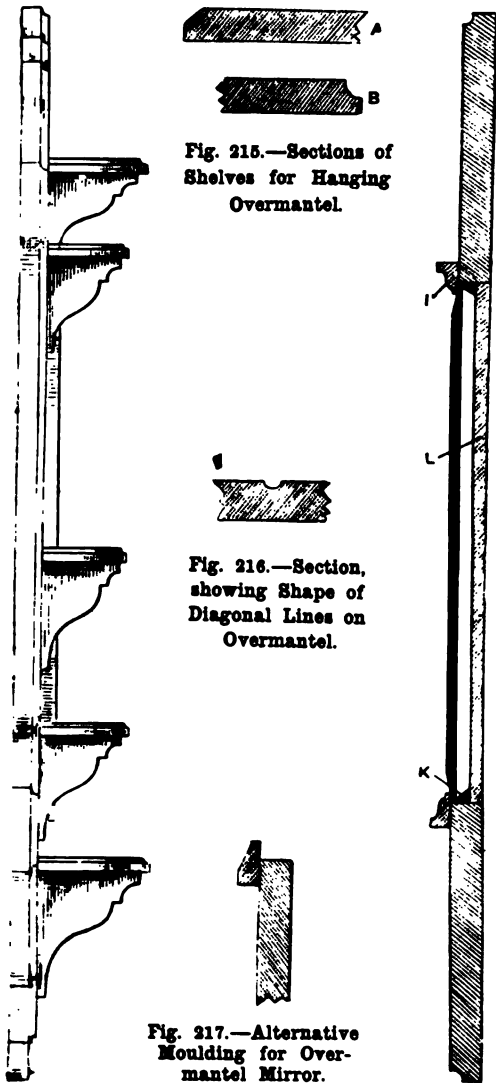 A
B
Fig. 215.—Sections of
Shelves for Hanging
Overmantel.
I
L
Fig. 216.—Section,
showing Shape of
Diagonal Lines on
Overmantel.
K
Fig. 217.—Alternative
Moulding for Over-
mantel Mirror.